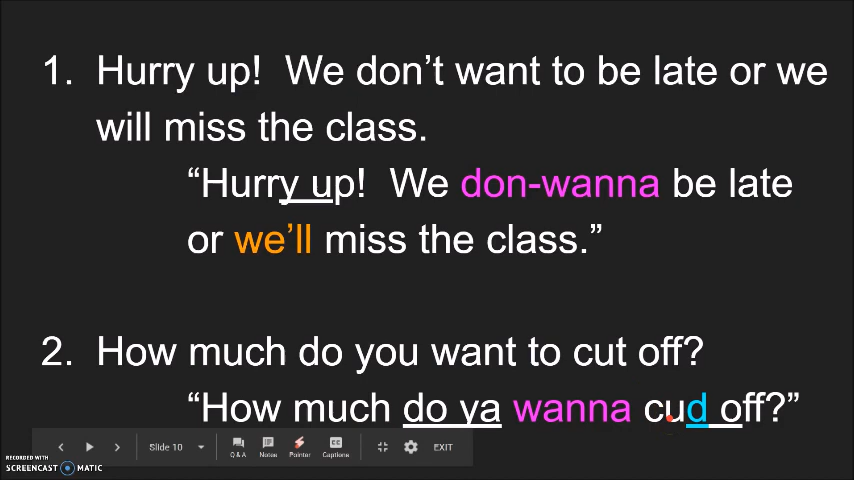 1. Hurry up! We don't want to be late or we
will miss the class.
"Hurry up! We don-wanna be late
or we'll miss the class."
2. How much do you want to cut off?
"How much do ya wanna cud off?"
Slide 10
Q & A Notes Pointer Captions EXIT
RECORDED WITH
SCREENCAST MATIC